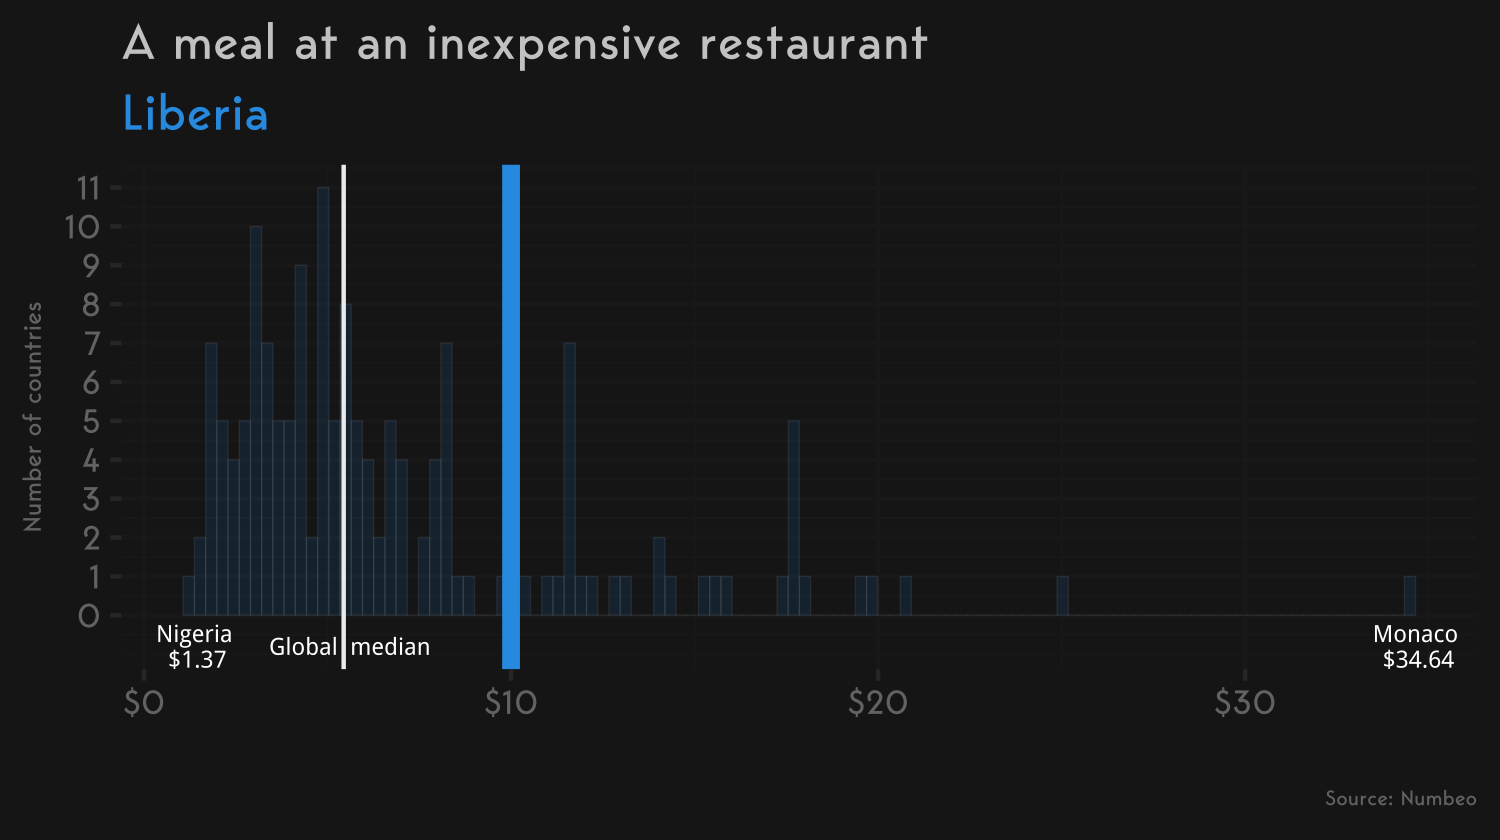 A meal at an inexpensive restaurant
Liberia
Number of countries
11
10
9
8
7
6
5
4
3
2
1
0
Nigeria
$1.37
Global median
Monaco
$34.64
$0 $10 $20 $30
Source: Numbeo